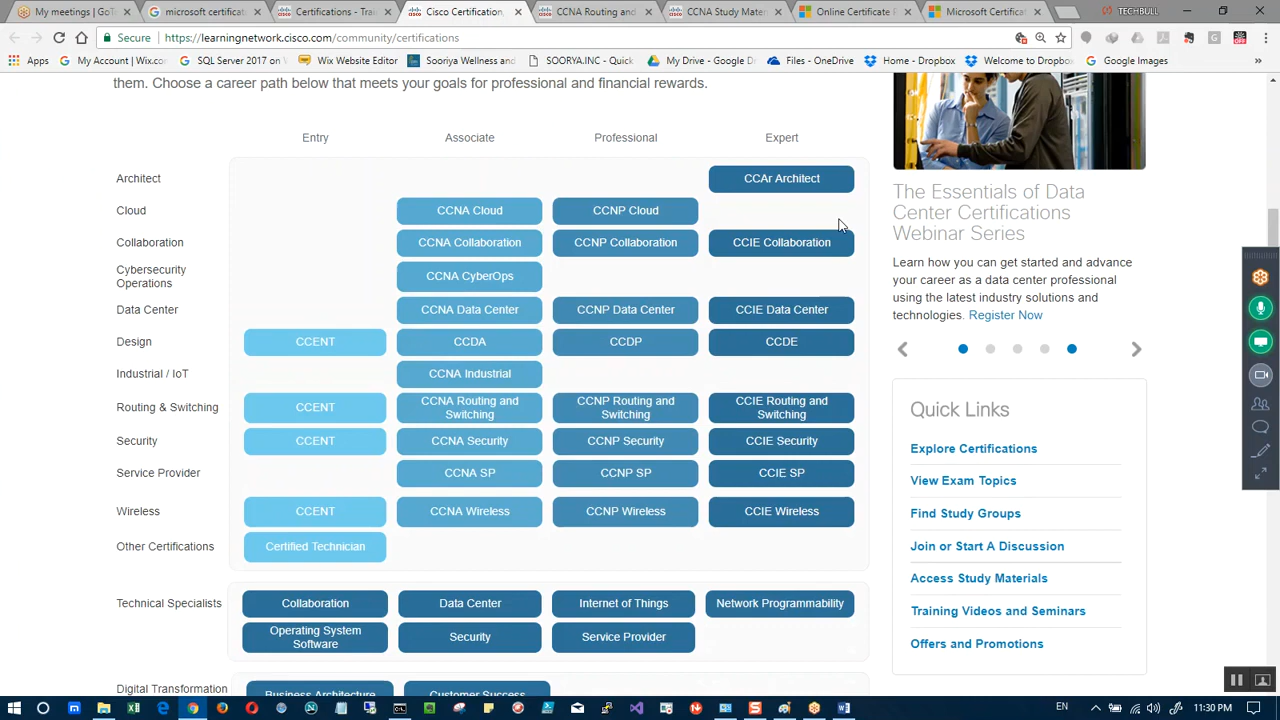 My meetings | GoT
microsoft certificat
Certifications - Trai
Cisco Certification,
CCNA Routing and
CCNA Study Mater
Online Certificate P
Microsoft Certificat
TECHBULL
Secure
https://learningnetwork.cisco.com/community/certifications
Apps
My Account | Wix.co
SQL Server 2017'dn
Wix Website Editor
Sooriya Wellness an
SOORYA.INC - Quick
My Drive - Google D
Files - OneDrive
Home - Dropbox
Welcome to Dropbo
Google Images
»
them. Choose a career path below that meets your goals for professional and financial rewards.
Entry Associate Professional Expert
Architect CCAr Architect
Cloud CCNA Cloud CCNP Cloud
Collaboration CCNA Collaboration CCNP Collaboration CCIE Collaboration
Cybersecurity
Operations
CCNA CyberOps
Data Center CCNA Data Center CCNP Data Center CCIE Data Center
Design CCENT CCDA CCDP CCDE
Industrial / IoT CCNA Industrial
Routing & Switching CCENT
CCNA Routing and
Switching
CCNP Routing and
Switching
CCIE Routing and
Switching
Security CCENT CCNA Security CCNP Security CCIE Security
Service Provider CCNA SP CCNP SP CCIE SP
Wireless CCENT CCNA Wireless CCNP Wireless CCIE Wireless
Other Certifications Certified Technician
Technical Specialists Collaboration Data Center Internet of Things Network Programmability
Operating System
Software
Security Service Provider
Digital Transformation Business Architecture Customer Success
The Essentials of Data
Center Certifications
Webinar Series
Learn how you can get started and advance
your career as a data center professional
using the latest industry solutions and
technologies. Register Now
Quick Links
Explore Certifications
View Exam Topics
Find Study Groups
Join or Start A Discussion
Access Study Materials
Training Videos and Seminars
Offers and Promotions
EN
11:30 PM